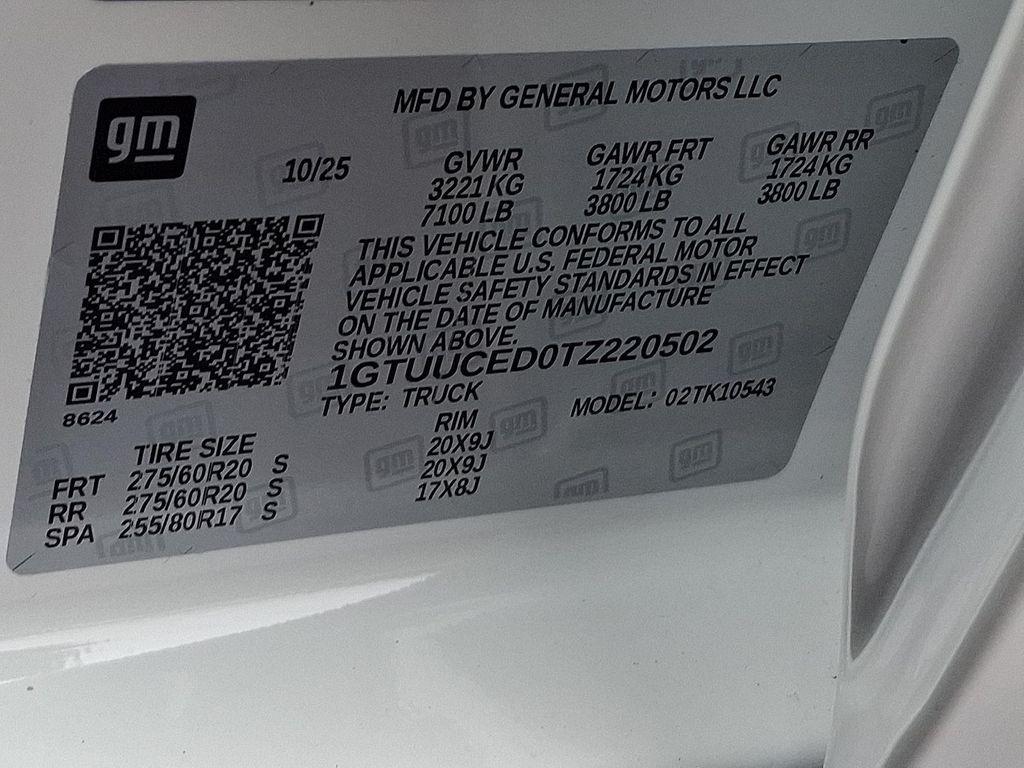 gm
MFD BY GENERAL MOTORS LLC
10/25
GVWR
3221 KG
7100 LB
GAWR FRT
1724 KG
3800 LB
GAWR RR
1724 KG
3800 LB
THIS VEHICLE CONFORMS TO ALL
APPLICABLE U.S. FEDERAL MOTOR
VEHICLE SAFETY STANDARDS IN EFFECT
ON THE DATE OF MANUFACTURE
SHOWN ABOVE.
1GTUUCED0TZ220502
TYPE: TRUCK
MODEL: 02TK10543
8624
TIRE SIZE RIM
FRT 275/60R20 S 20X9J
RR 275/60R20 S 20X9J
SPA 255/80R17 S 17X8J